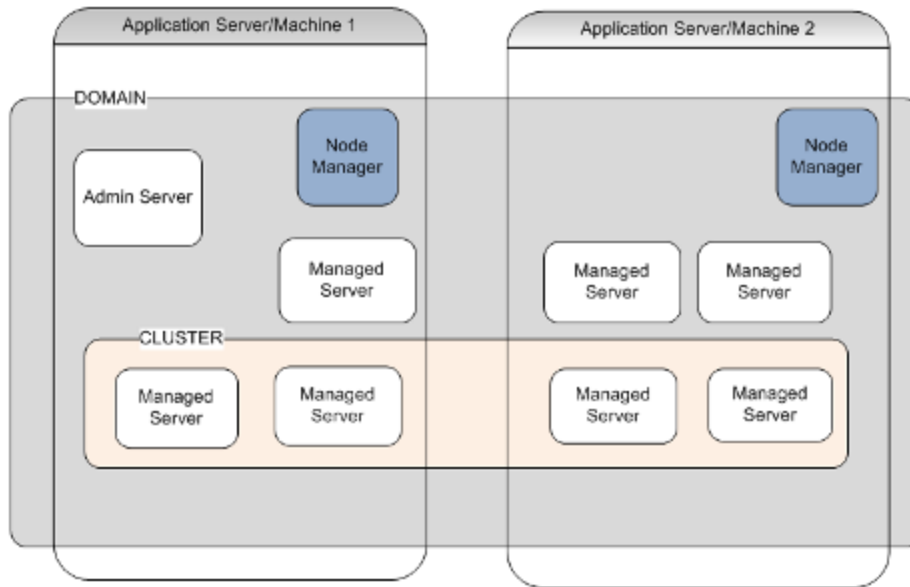 Application Server/Machine 1
Application Server/Machine 2
DOMAIN
Node
Manager
Node
Manager
Admin Server
Managed
Server
Managed
Server
Managed
Server
CLUSTER
Managed
Server
Managed
Server
Managed
Server
Managed
Server